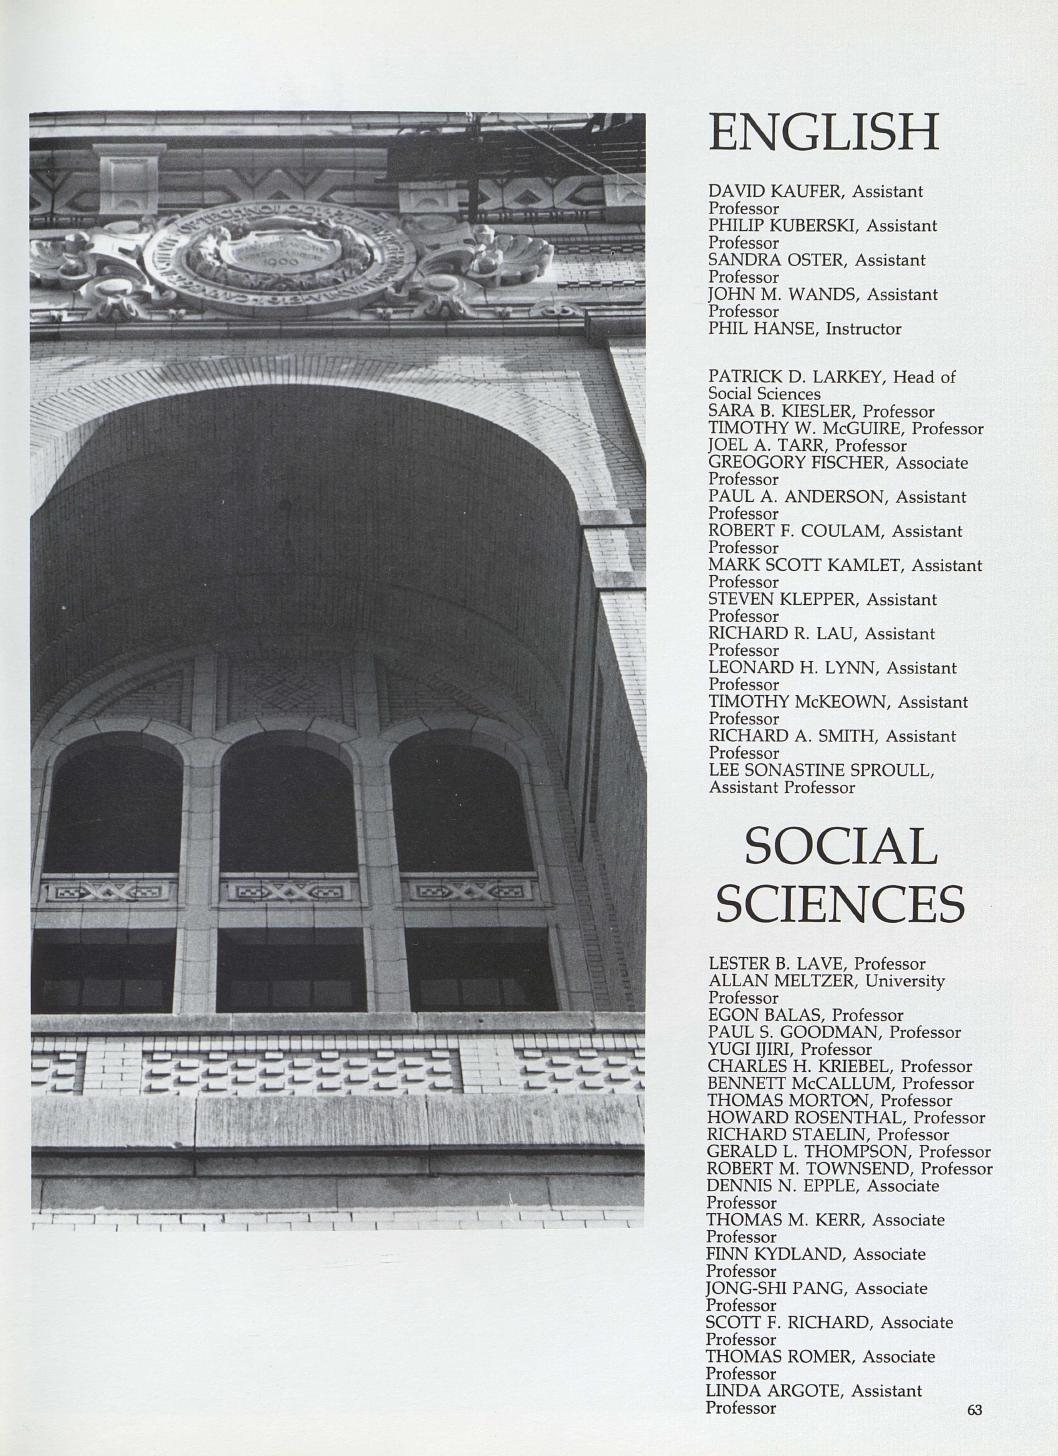 ENGLISH
DAVID KAUFER, Assistant
Professor
PHILIP KUBERSKI, Assistant
Professor
SANDRA OSTER, Assistant
Professor
JOHN M. WANDS, Assistant
Professor
PHIL HANSE, Instructor
PATRICK D. LARKEY, Head of
Social Sciences
SARA B. KIESLER, Professor
TIMOTHY W. McGUIRE, Professor
JOEL A. TARR, Professor
GREOGORY FISCHER, Associate
Professor
PAUL A. ANDERSON, Assistant
Professor
ROBERT F. COULAM, Assistant
Professor
MARK SCOTT KAMLET, Assistant
Professor
STEVEN KLEPPER, Assistant
Professor
RICHARD R. LAU, Assistant
Professor
LEONARD H. LYNN, Assistant
Professor
TIMOTHY McKEOWN, Assistant
Professor
RICHARD A. SMITH, Assistant
Professor
LEE SONASTINE SPROULL,
Assistant Professor
SOCIAL
SCIENCES
LESTER B. LAVE, Professor
ALLAN MELTZER, University
Professor
EGON BALAS, Professor
PAUL S. GOODMAN, Professor
YUGI IJIRI, Professor
CHARLES H. KRIEBEL, Professor
BENNETT McCALLUM, Professor
THOMAS MORTON, Professor
HOWARD ROSENTHAL, Professor
RICHARD STAELIN, Professor
GERALD L. THOMPSON, Professor
ROBERT M. TOWNSEND, Professor
DENNIS N. EPPLE, Associate
Professor
THOMAS M. KERR, Associate
Professor
FINN KYDLAND, Associate
Professor
JONG-SHI PANG, Associate
Professor
SCOTT F. RICHARD, Associate
Professor
THOMAS ROMER, Associate
Professor
LINDA ARGOTE, Assistant
Professor
63
1900